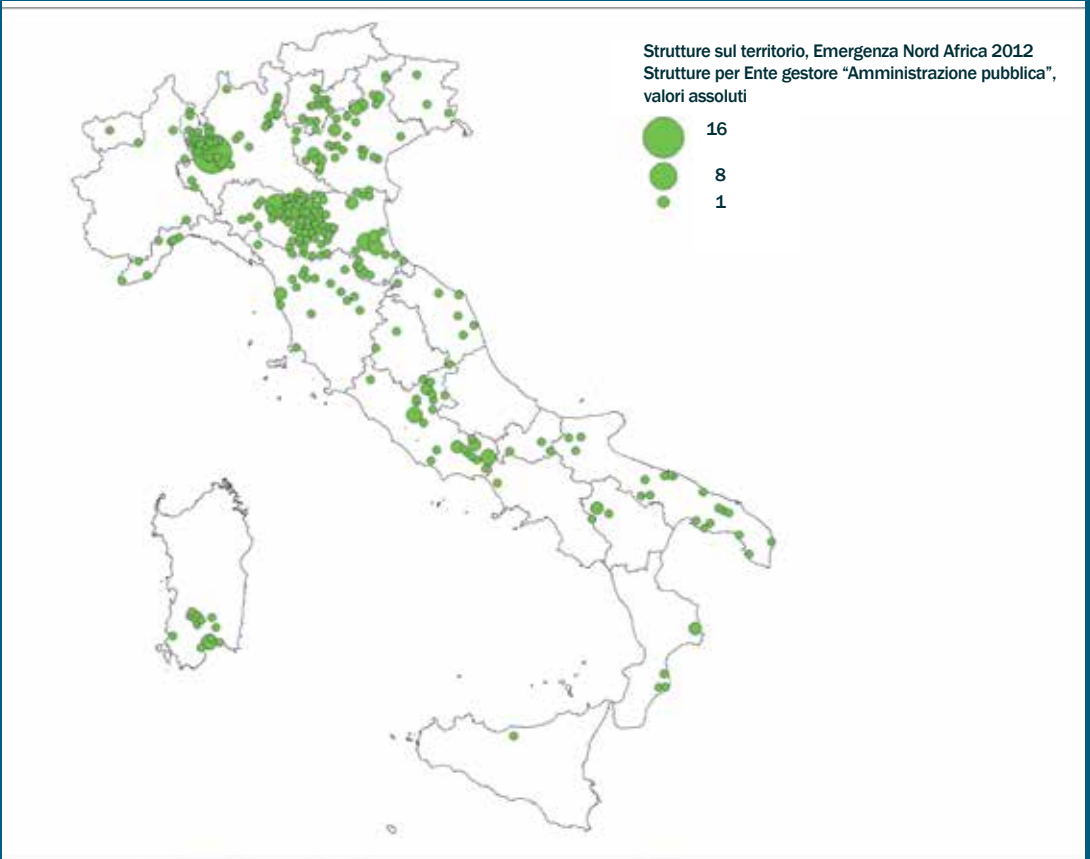 Strutture sul territorio, Emergenza Nord Africa 2012
Strutture per Ente gestore “Amministrazione pubblica”,
valori assoluti
16
8
1